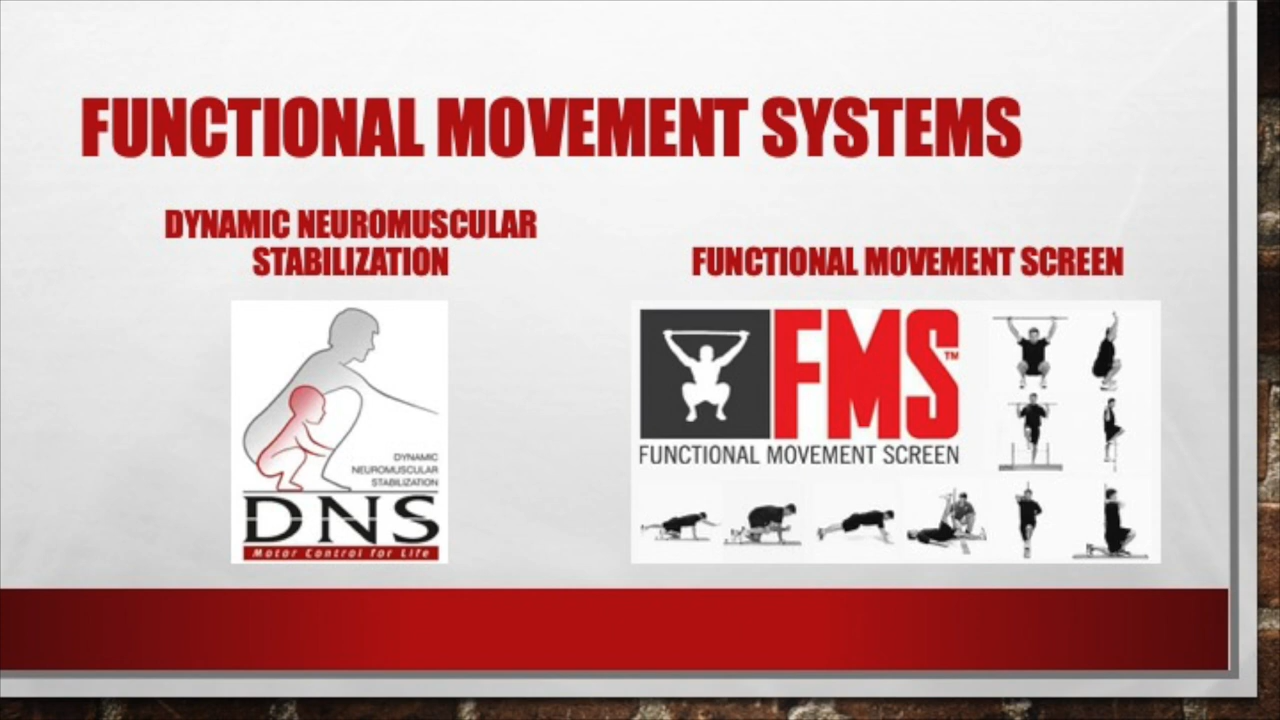 FUNCTIONAL MOVEMENT SYSTEMS
DYNAMIC NEUROMUSCULAR
STABILIZATION
DYNAMIC
NEUROMUSCULAR
STABILIZATION
DNS
Motor Control for Life
FUNCTIONAL MOVEMENT SCREEN
FMS™
FUNCTIONAL MOVEMENT SCREEN